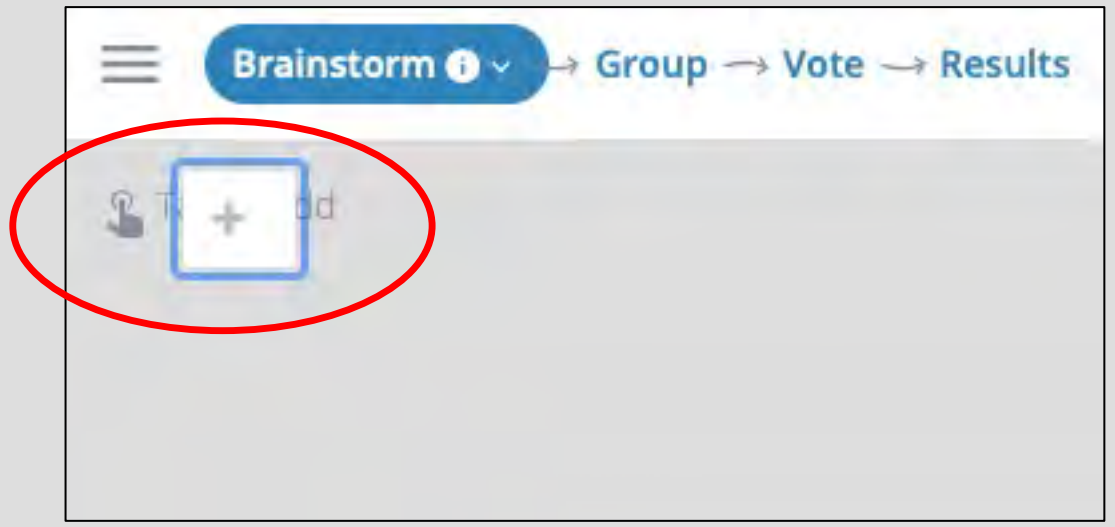 Brainstorm → Group → Vote → Results
+